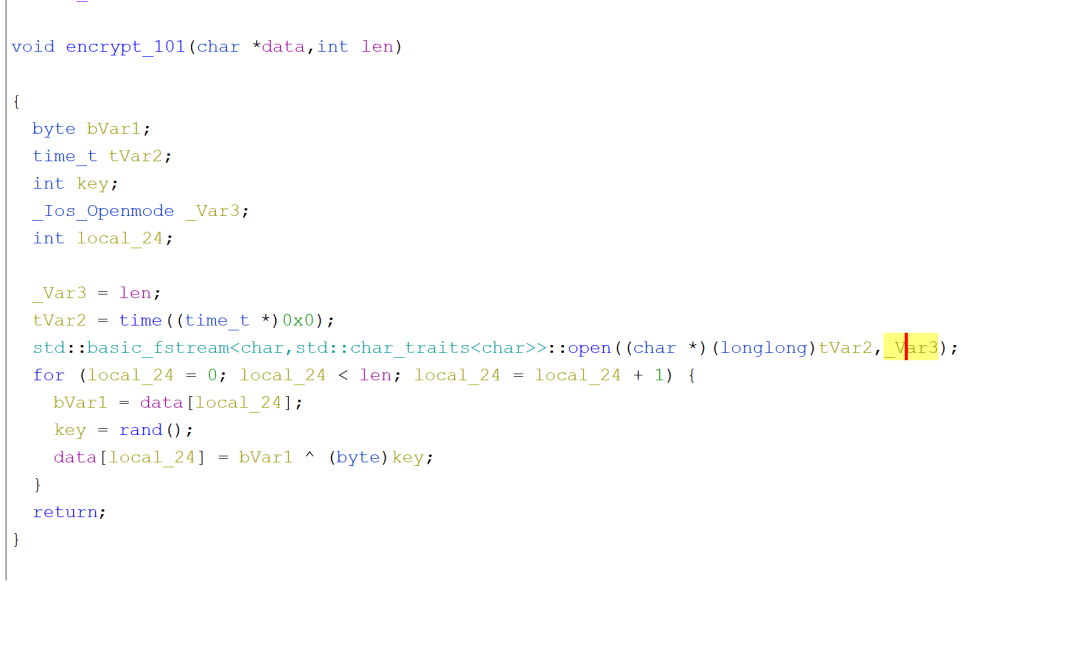 void encrypt_101(char *data,int len)
{
byte bVar1;
time_t tVar2;
int key;
_Ios_Openmode _Var3;
int local_24;
_Var3 = len;
tVar2 = time((time_t *)0x0);
std::basic_fstream<char,std::char_traits<char>>::open((char *)(longlong)tVar2,_Var3);
for (local_24 = 0; local_24 < len; local_24 = local_24 + 1) {
bVar1 = data[local_24];
key = rand();
data[local_24] = bVar1 ^ (byte)key;
}
return;
}